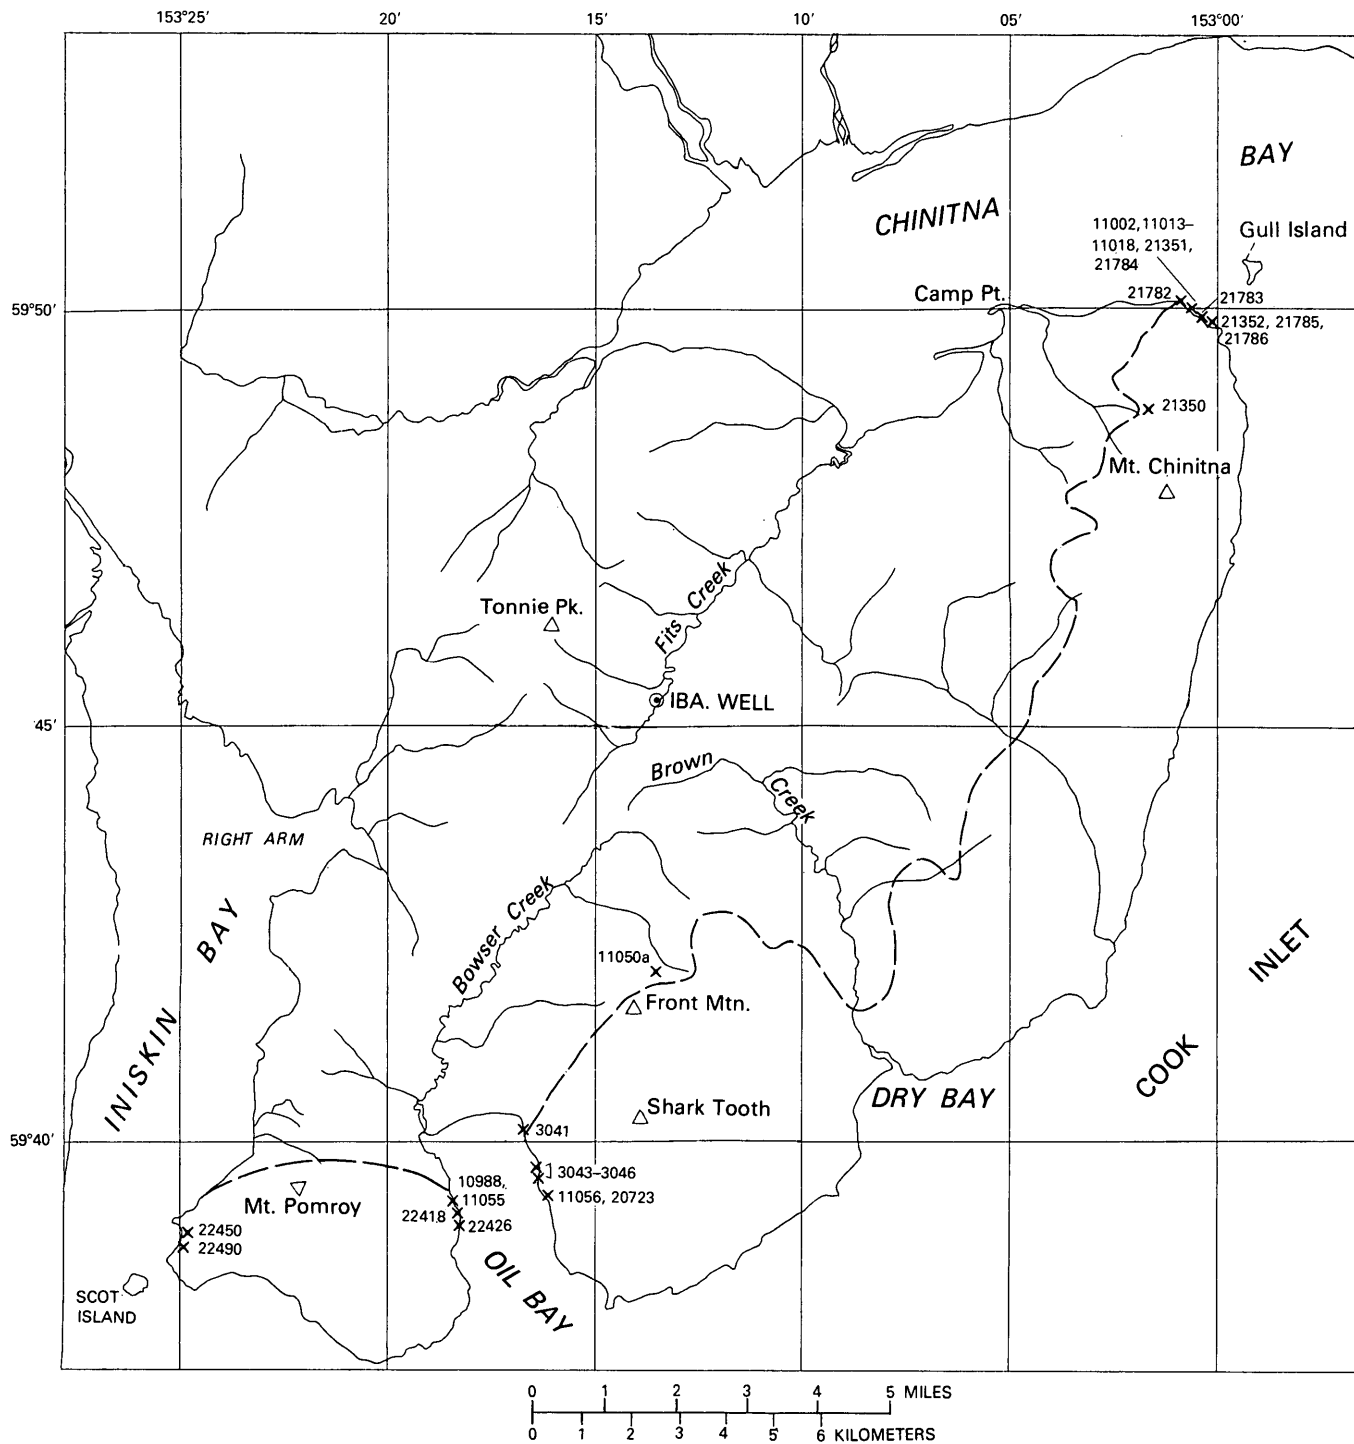 153°25' 20' 15' 10' 05' 153°00'
BAY
CHINITNA
11002, 11013–
11018, 21351,
21784
Gull Island
59°50'
Camp Pt.
21782
21783
21352, 21785,
21786
21350
Mt. Chinitna
Fits Creek
Tonnie Pk.
IBA. WELL
45'
Brown
Creek
RIGHT ARM
Bowser Creek
BAY
INISKIN
11050a
Front Mtn.
INLET
COOK
Shark Tooth
DRY BAY
59°40'
3041
3043–3046
11056, 20723
10988,
11055
22418
22426
Mt. Pomroy
22450
22490
OIL BAY
SCOT
ISLAND
0 1 2 3 4 5 MILES
0 1 2 3 4 5 6 KILOMETERS